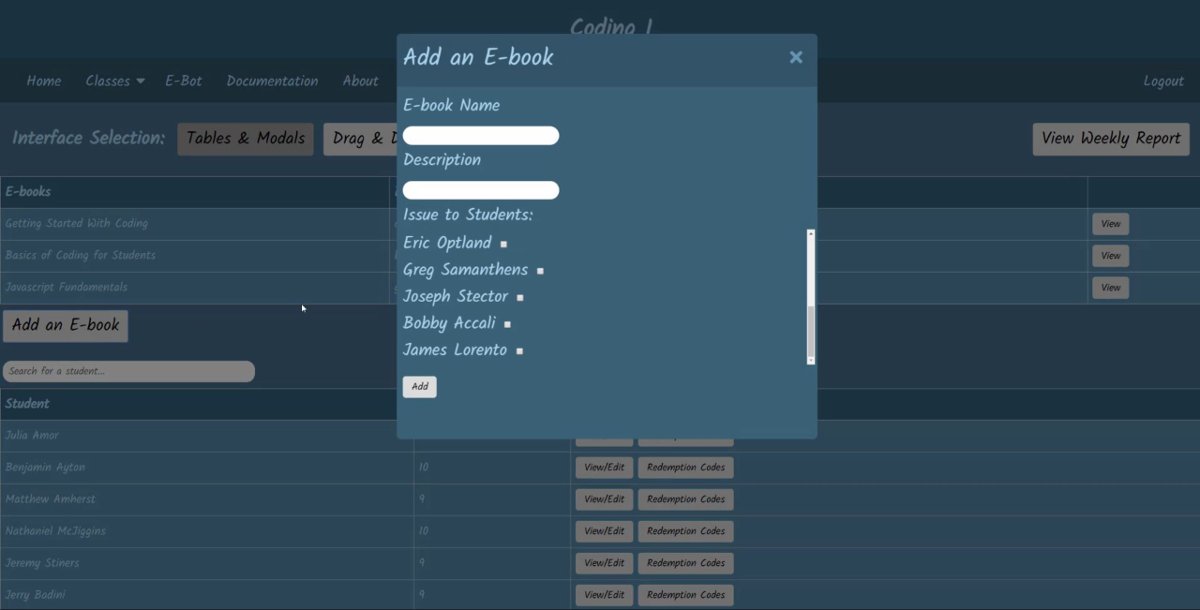 Coding 1
Add an E-book
Home Classes E-Bot Documentation About Logout
E-book Name
Interface Selection: Tables & Modals Drag & View Weekly Report
Description
E-books
Issue to Students:
Getting Started With Coding View
Eric Optland
Basics of Coding for Students View
Greg Samanthens
Javascript Fundamentals View
Joseph Stector
Add an E-book
Bobby Accali
James Lorento
Search for a student...
Add
Student
Julia Amor
Benjamin Ayton 10 View/Edit Redemption Codes
Matthew Amherst 9 View/Edit Redemption Codes
Nathaniel McJiggins 10 View/Edit Redemption Codes
Jeremy Stiners 9 View/Edit Redemption Codes
Jerry Badini 9 View/Edit Redemption Codes